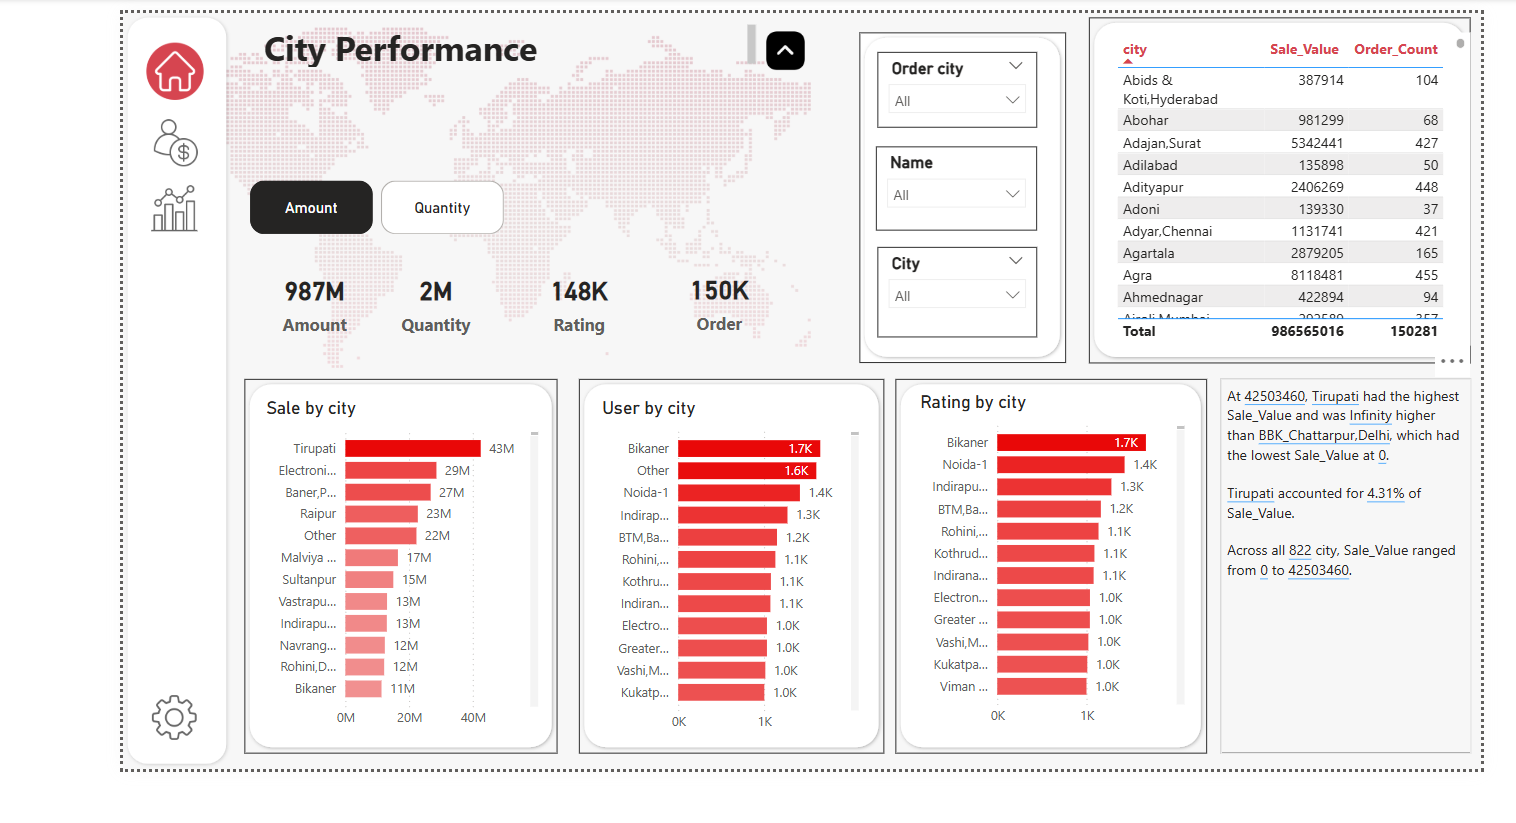 City Performance
Amount
Quantity
987M
Amount
2M
Quantity
148K
Rating
150K
Order
Order city
All
Name
All
City
All
city Sale_Value Order_Count
Abids &
Koti,Hyderabad 387914 104
Abohar 981299 68
Adajan,Surat 5342441 427
Adilabad 135898 50
Adityapur 2406269 448
Adoni 139330 37
Adyar,Chennai 1131741 421
Agartala 2879205 165
Agra 8118481 455
Ahmednagar 422894 94
Total 986565016 150281
Sale by city
Tirupati 43M
Electroni... 29M
Baner,P... 27M
Raipur 23M
Other 22M
Malviya ... 17M
Sultanpur 15M
Vastrapu... 13M
Indirapu... 13M
Navrang... 12M
Rohini,D... 12M
Bikaner 11M
0M 20M 40M
User by city
Bikaner 1.7K
Other 1.6K
Noida-1 1.4K
Indirap... 1.3K
BTM,Ba... 1.2K
Rohini,... 1.1K
Kothru... 1.1K
Indiran... 1.1K
Electro... 1.0K
Greater... 1.0K
Vashi,M... 1.0K
Kukatp... 1.0K
0K 1K
Rating by city
Bikaner 1.7K
Noida-1 1.4K
Indirapu... 1.3K
BTM,Ba... 1.2K
Rohini,... 1.1K
Kothrud... 1.1K
Indirana... 1.1K
Electron... 1.0K
Greater ... 1.0K
Vashi,M... 1.0K
Kukatpa... 1.0K
Viman ... 1.0K
0K 1K
At 42503460, Tirupati had the highest
Sale_Value and was Infinity higher
than BBK_Chattarpur,Delhi, which had
the lowest Sale_Value at 0.
Tirupati accounted for 4.31% of
Sale_Value.
Across all 822 city, Sale_Value ranged
from 0 to 42503460.